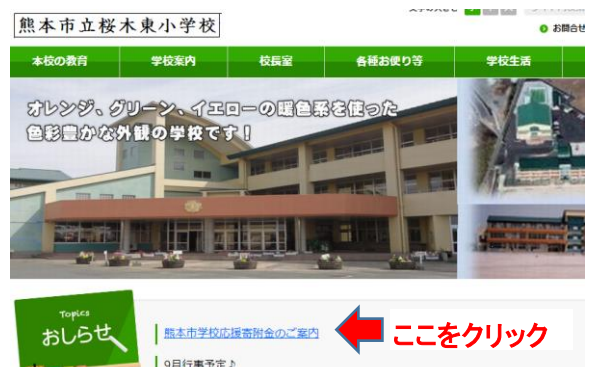 熊本市立桜木東小学校
お問合せ
本校の教育
学校案内
校長室
各種お便り等
学校生活
オレンジ、グリーン、イエローの暖色系を使った
色彩豊かな外観の学校です！
Topics
おしらせ
熊本市学校応援寄附金のご案内
ここをクリック
9月行事予定♪